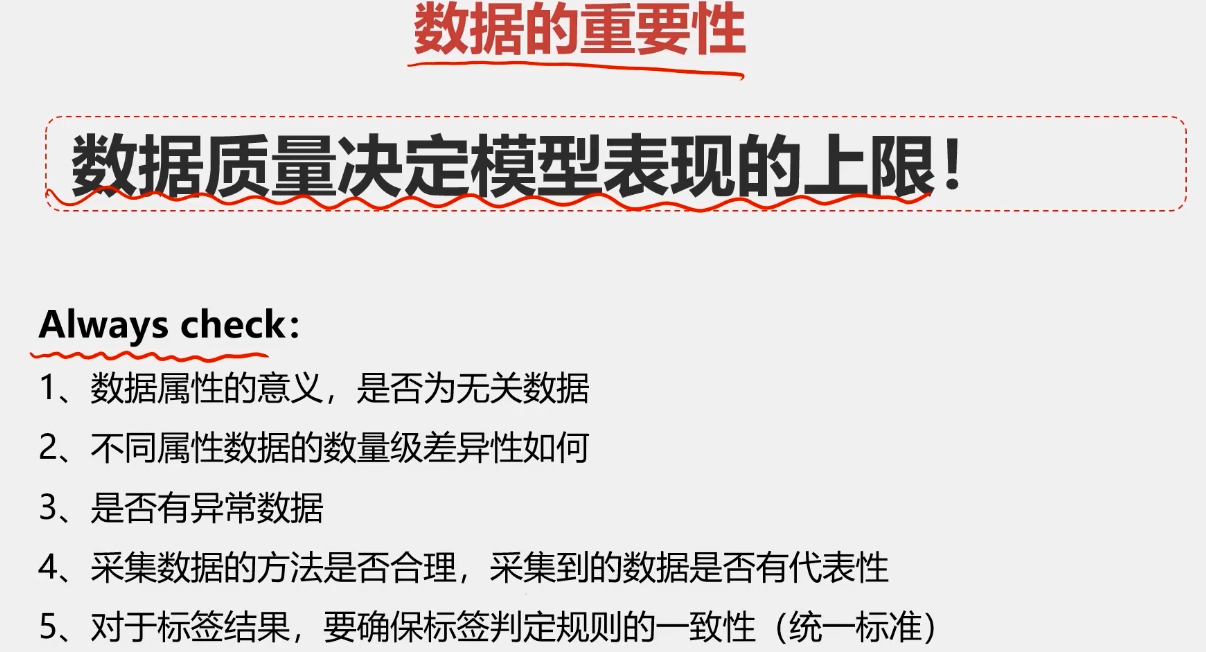 数据的重要性
数据质量决定模型表现的上限！
Always check：
1、数据属性的意义，是否为无关数据
2、不同属性数据的数量级差异性如何
3、是否有异常数据
4、采集数据的方法是否合理，采集到的数据是否有代表性
5、对于标签结果，要确保标签判定规则的一致性（统一标准）